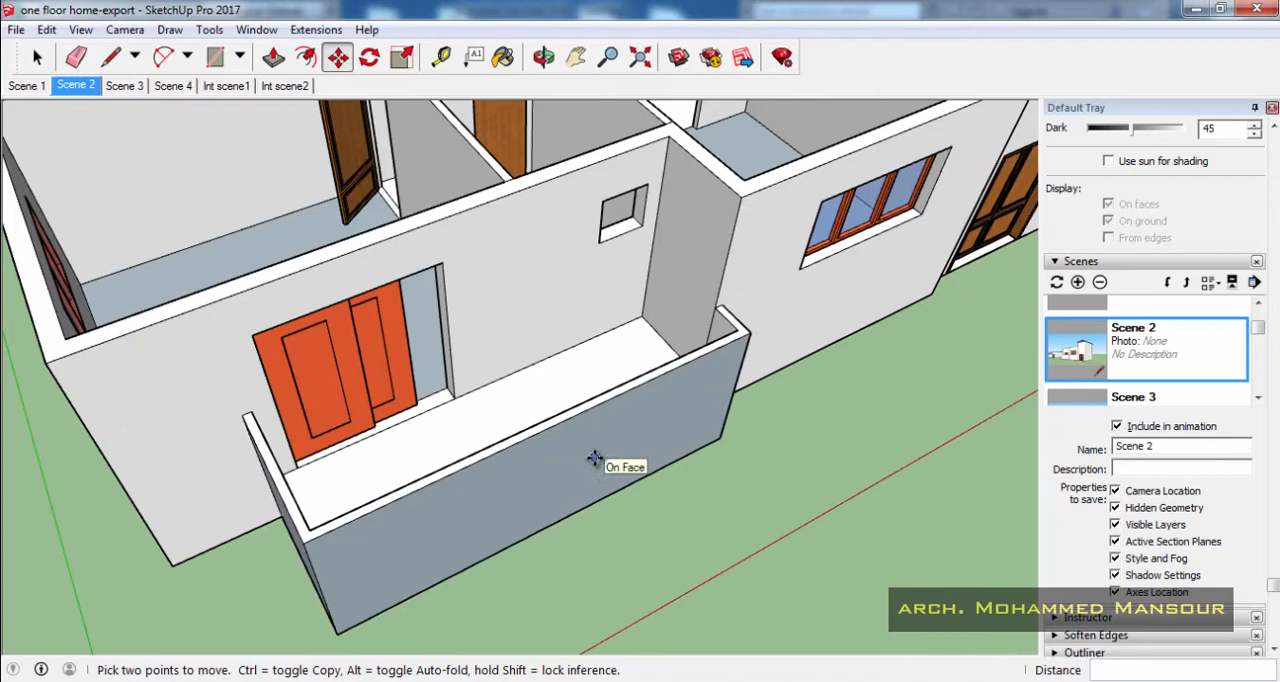 one floor home-export - SketchUp Pro 2017
File Edit View Camera Draw Tools Window Extensions Help
A1
Scene 1 Scene 2 Scene 3 Scene 4 Int scene1 Int scene2
Default Tray
Dark 45
Use sun for shading
Display:
On faces
On ground
From edges
Scenes
Scene 2
Photo: None
No Description
Scene 3
Include in animation
Name: Scene 2
Description:
Properties to save:
Camera Location
Hidden Geometry
Visible Layers
Active Section Planes
Style and Fog
Shadow Settings
Axes Location
Instructor
Soften Edges
Outliner
On Face
ARCH. MOHAMMED MANSOUR
Pick two points to move. Ctrl = toggle Copy, Alt = toggle Auto-fold, hold Shift = lock inference.
Distance